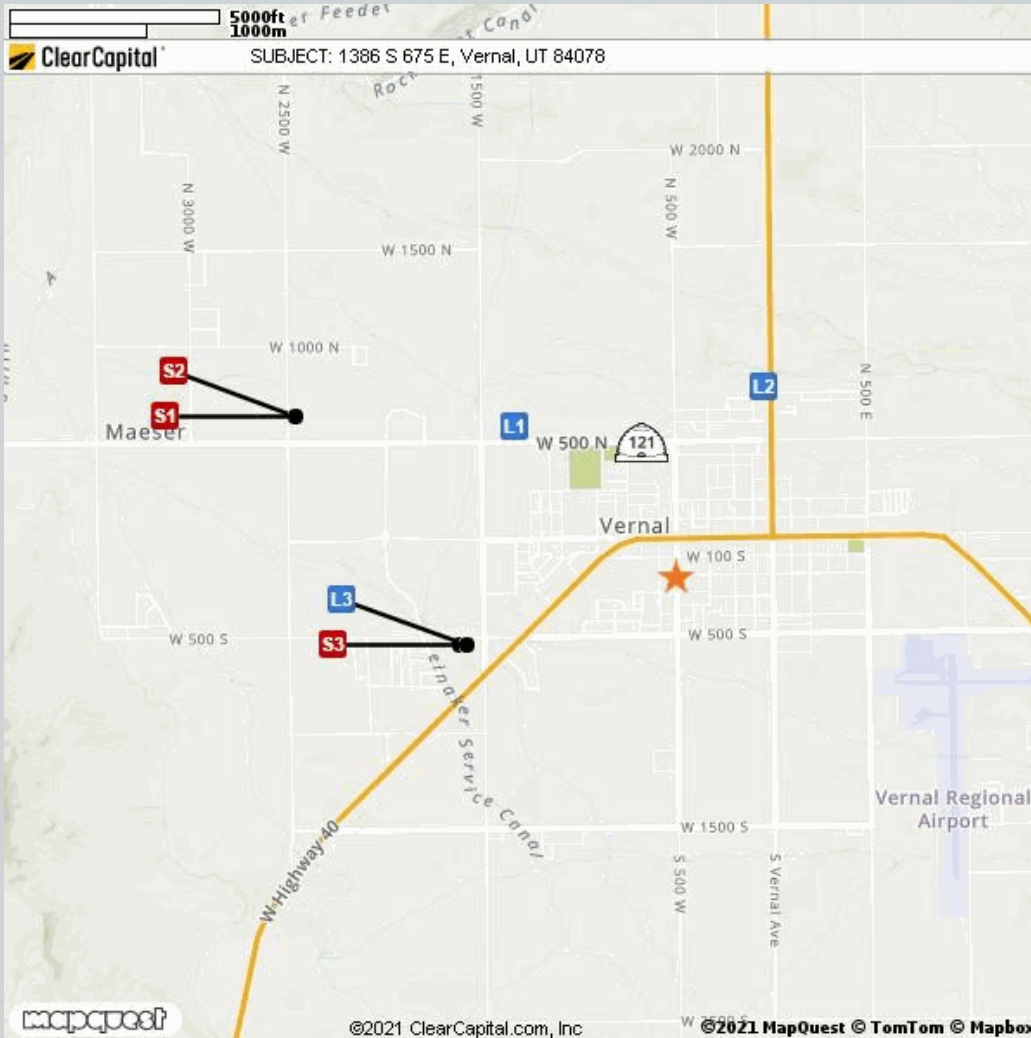 5000ft
1000m
er Feeder
ClearCapital
SUBJECT: 1386 S 675 E, Vernal, UT 84078
Canal
N 2500 W
1500 W
W 2000 N
N 3000 W
N 500 W
W 1500 N
A
W 1000 N
S2
S1
Maeser
L1
L2
N 500 E
W 500 N
121
Vernal
W 100 S
L3
S3
W 500 S
W 500 S
einaker Service Canal
Vernal Regional
Airport
W 1500 S
W Highway 40
S 500 W
S Vernal Ave
mapquest
©2021 ClearCapital.com, Inc
©2021 MapQuest © TomTom © Mapbox